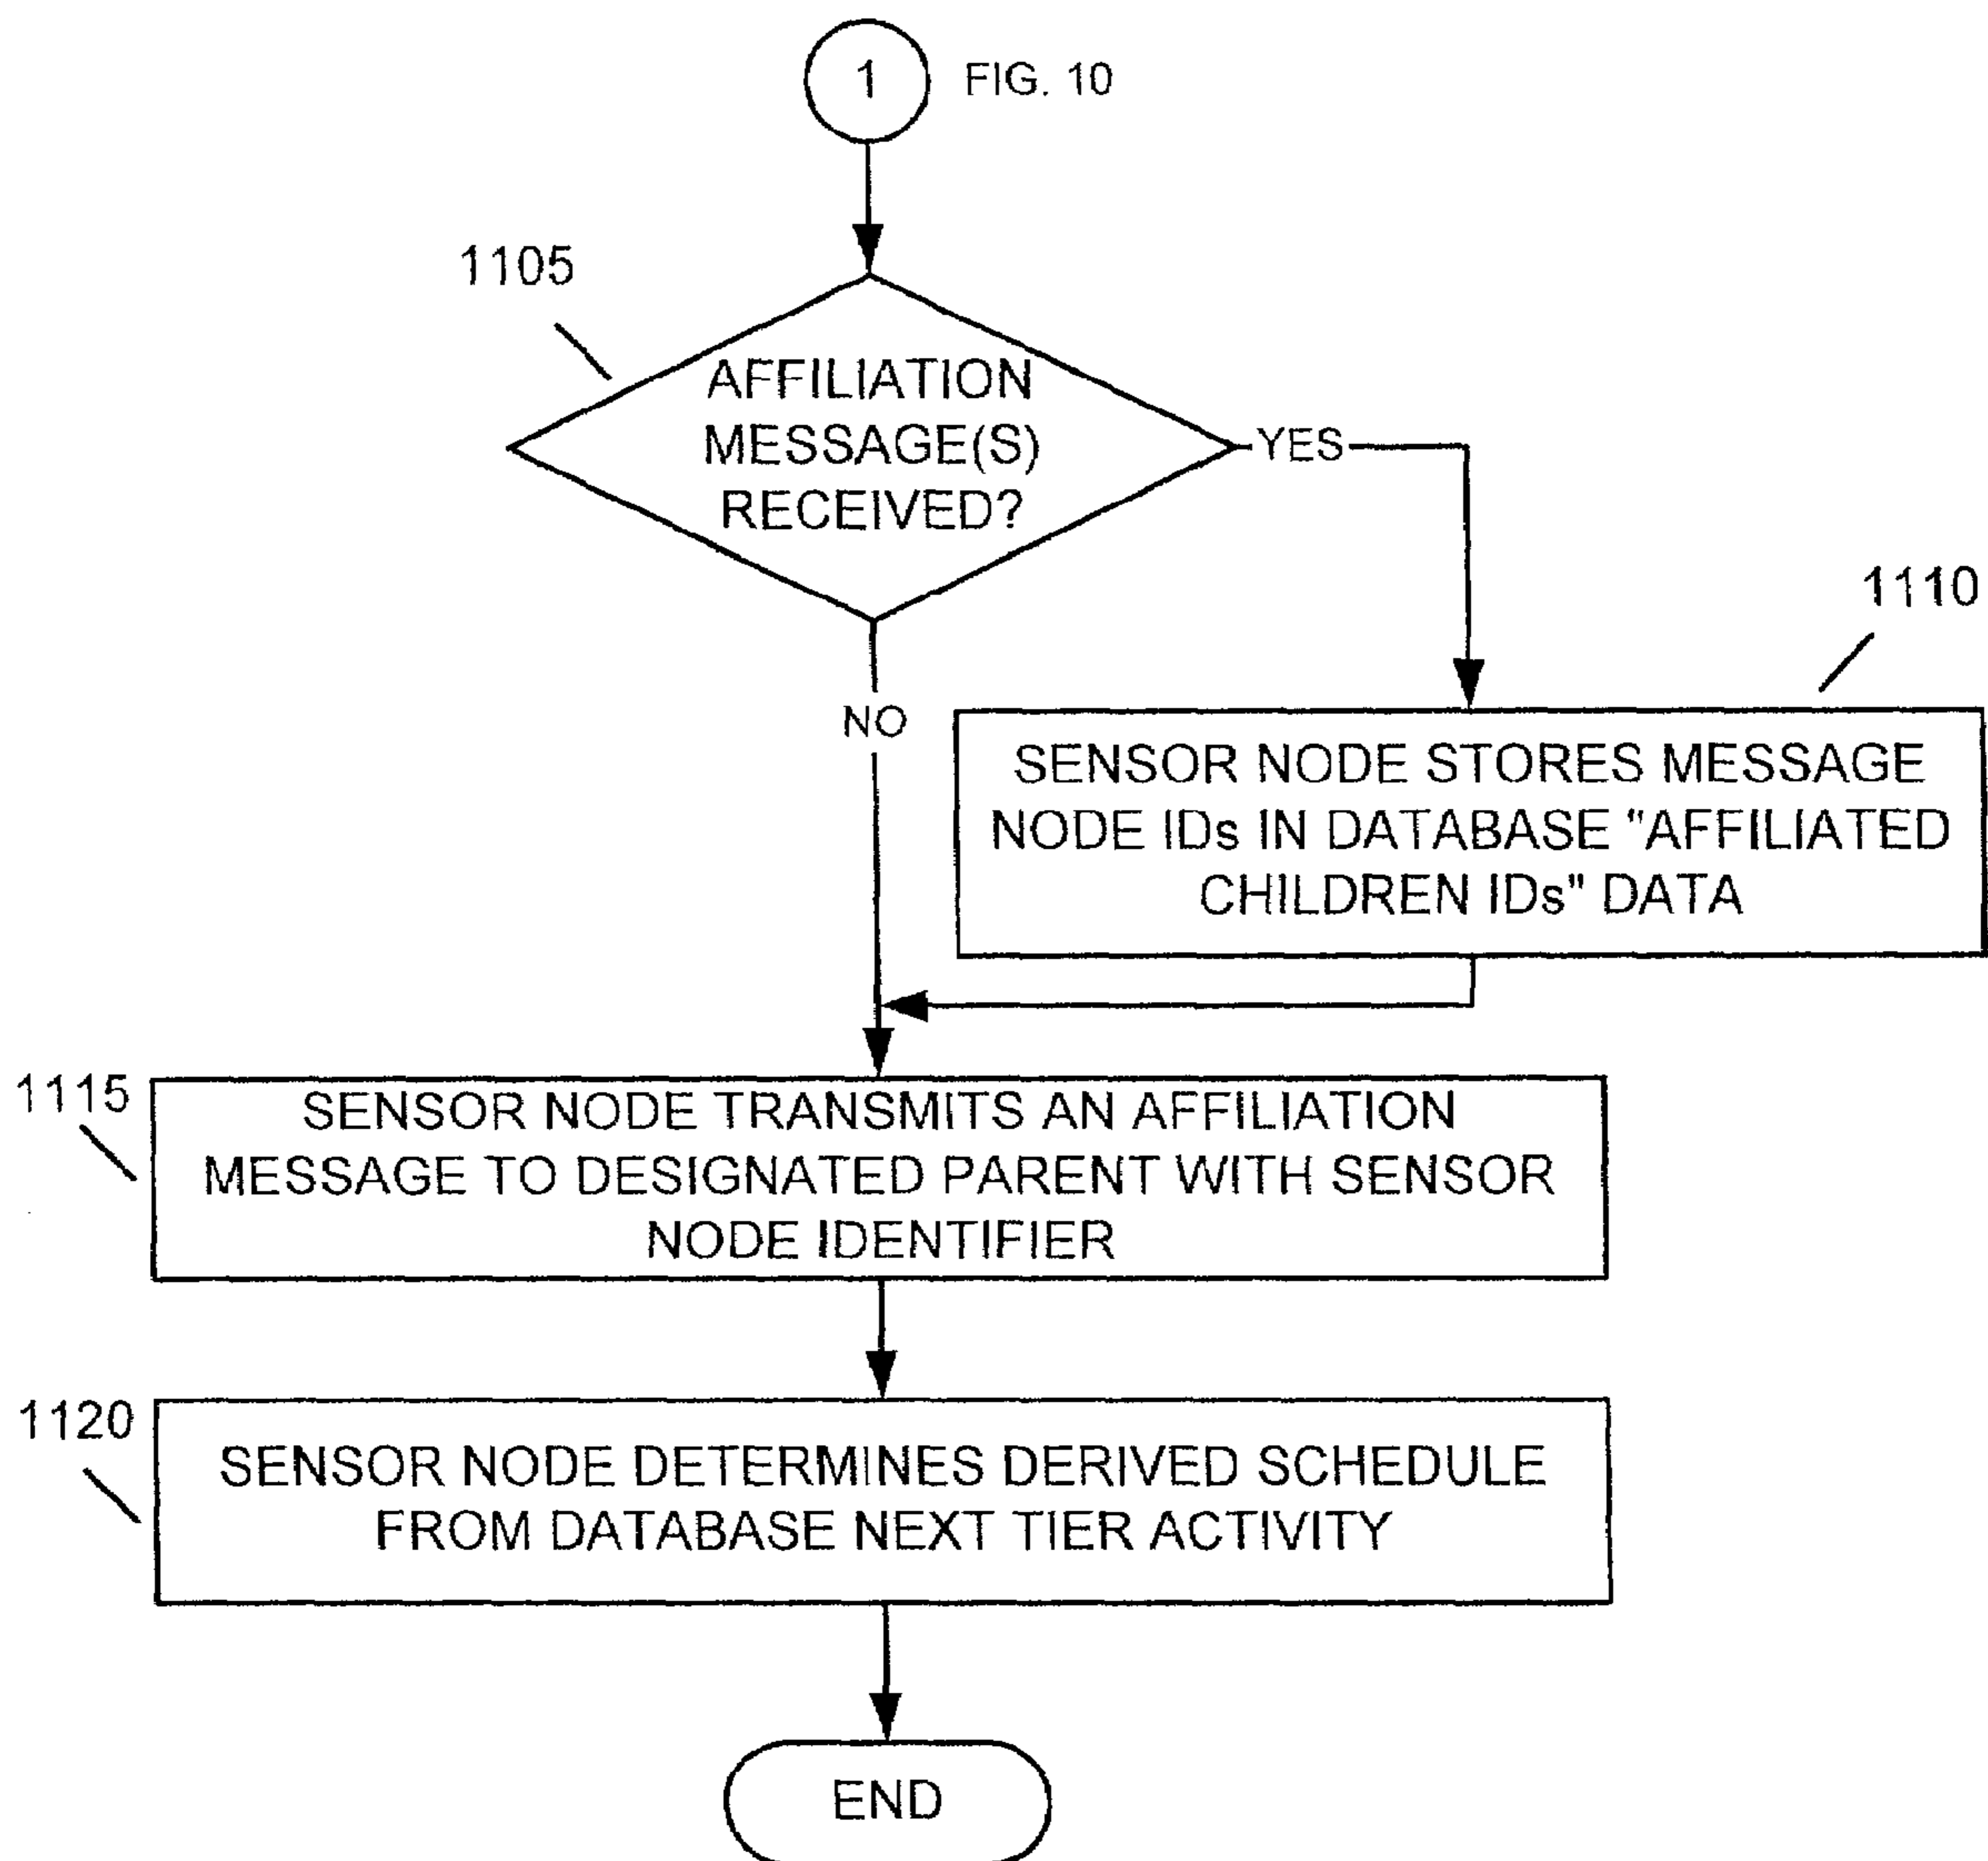 1 FIG. 10
1105
AFFILIATION
MESSAGE(S)
RECEIVED?
YES
1110
NO
SENSOR NODE STORES MESSAGE
NODE IDs IN DATABASE "AFFILIATED
CHILDREN IDs" DATA
1115
SENSOR NODE TRANSMITS AN AFFILIATION
MESSAGE TO DESIGNATED PARENT WITH SENSOR
NODE IDENTIFIER
1120
SENSOR NODE DETERMINES DERIVED SCHEDULE
FROM DATABASE NEXT TIER ACTIVITY
END